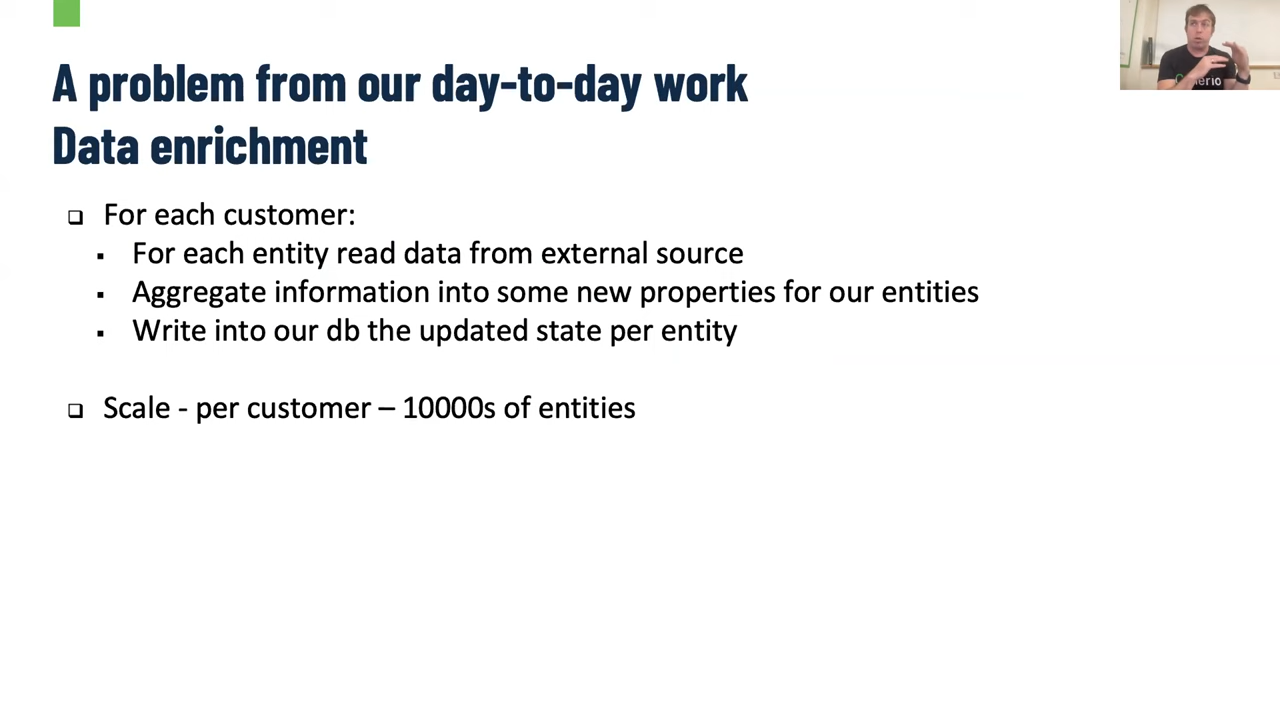 A problem from our day-to-day work
Data enrichment
For each customer:
For each entity read data from external source
Aggregate information into some new properties for our entities
Write into our db the updated state per entity
Scale - per customer – 10000s of entities